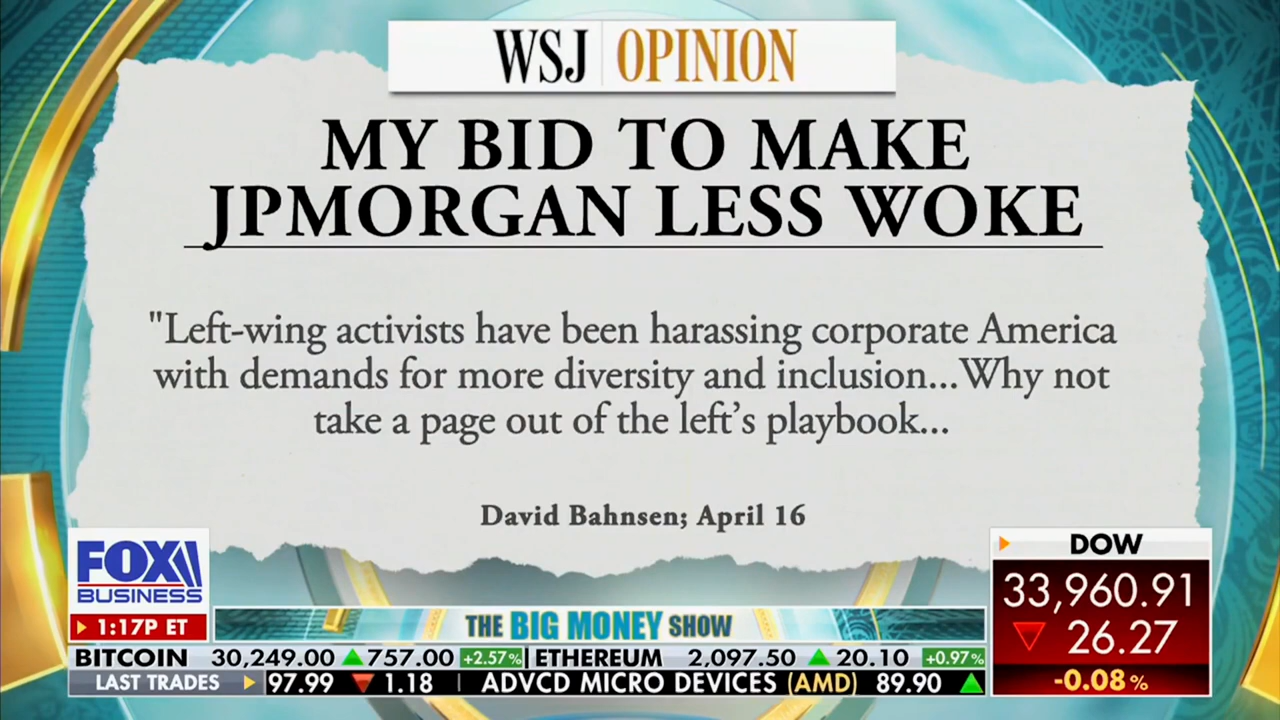 WSJ OPINION
MY BID TO MAKE
JPMORGAN LESS WOKE
"Left-wing activists have been harassing corporate America
with demands for more diversity and inclusion...Why not
take a page out of the left's playbook...
David Bahnsen; April 16
FOX
BUSINESS
1:17P ET
THE BIG MONEY SHOW
BITCOIN 30,249.00 757.00 +2.57% ETHEREUM 2,097.50 20.10 +0.97%
LAST TRADES 97.99 1.18 ADVCD MICRO DEVICES (AMD) 89.90
DOW
33,960.91
26.27
-0.08%